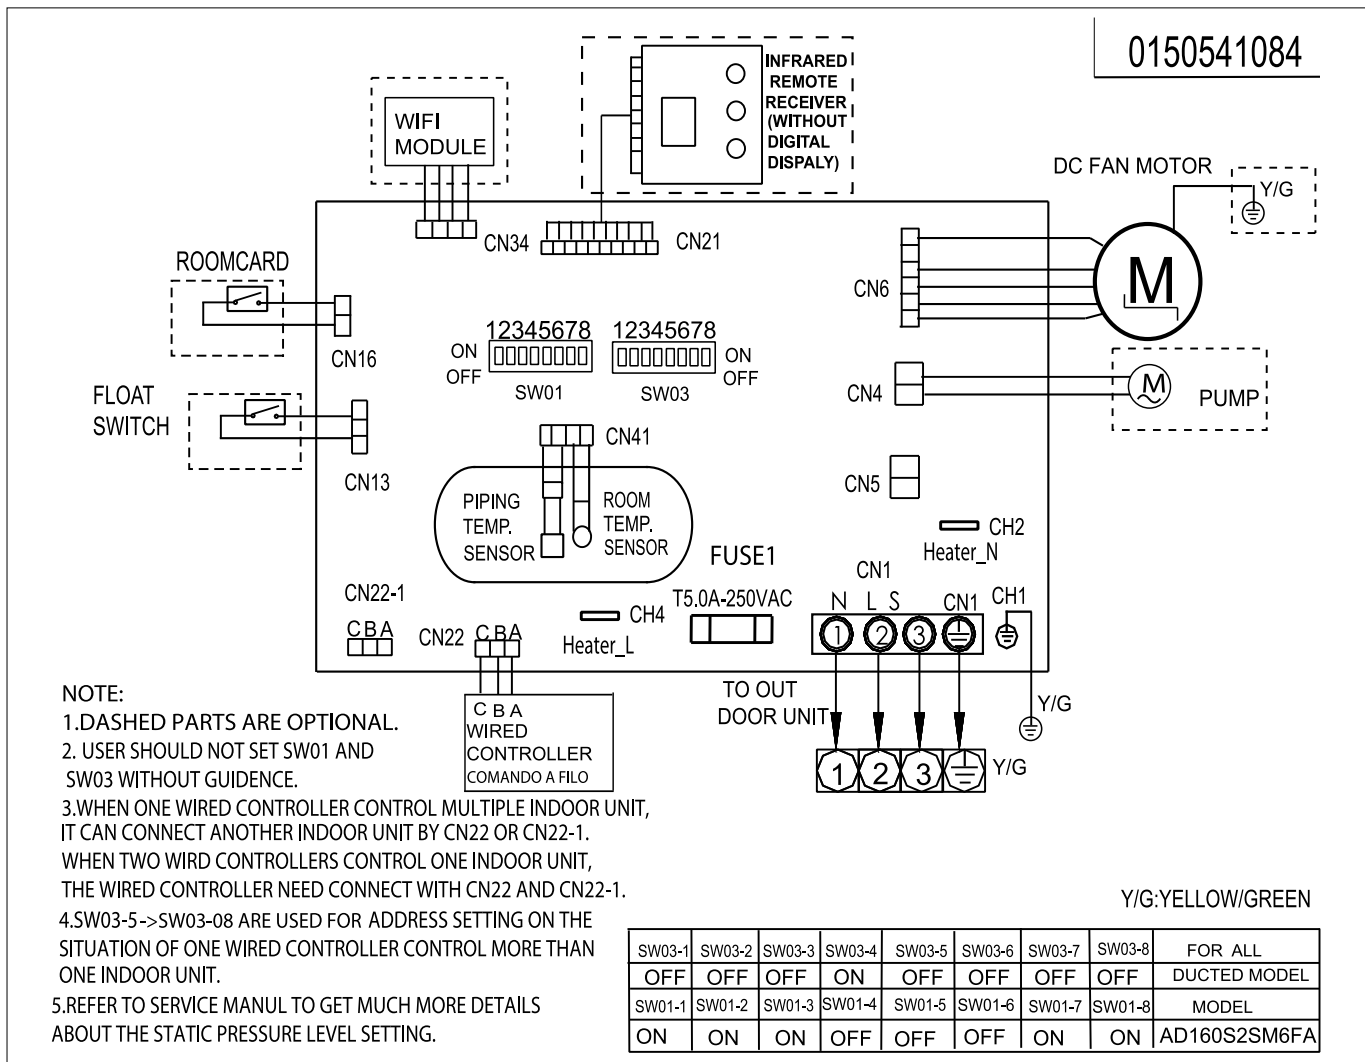 0150541084
INFRARED
REMOTE
RECEIVER
(WITHOUT
DIGITAL
DISPALY)
WIFI
MODULE
DC FAN MOTOR
Y/G
CN34
CN21
ROOMCARD
CN16
CN6
M
12345678
12345678
ON
OFF
SW01
SW03
ON
OFF
CN4
M
PUMP
FLOAT
SWITCH
CN13
CN41
CN5
PIPING
TEMP.
SENSOR
ROOM
TEMP.
SENSOR
CH2
Heater_N
FUSE1
T5.0A-250VAC
CN1
N L S
CN1
CH1
1 2 3
CN22-1
CBA
CN22
CBA
CH4
Heater_L
TO OUT
DOOR UNIT
Y/G
1 2 3
Y/G
C B A
WIRED
CONTROLLER
COMANDO A FILO
NOTE:
1.DASHED PARTS ARE OPTIONAL.
2. USER SHOULD NOT SET SW01 AND
SW03 WITHOUT GUIDENCE.
3.WHEN ONE WIRED CONTROLLER CONTROL MULTIPLE INDOOR UNIT,
IT CAN CONNECT ANOTHER INDOOR UNIT BY CN22 OR CN22-1.
WHEN TWO WIRD CONTROLLERS CONTROL ONE INDOOR UNIT,
THE WIRED CONTROLLER NEED CONNECT WITH CN22 AND CN22-1.
4.SW03-5->SW03-08 ARE USED FOR ADDRESS SETTING ON THE
SITUATION OF ONE WIRED CONTROLLER CONTROL MORE THAN
ONE INDOOR UNIT.
5.REFER TO SERVICE MANUL TO GET MUCH MORE DETAILS
ABOUT THE STATIC PRESSURE LEVEL SETTING.
Y/G:YELLOW/GREEN
SW03-1 SW03-2 SW03-3 SW03-4 SW03-5 SW03-6 SW03-7 SW03-8 FOR ALL
OFF OFF OFF ON OFF OFF OFF OFF DUCTED MODEL
SW01-1 SW01-2 SW01-3 SW01-4 SW01-5 SW01-6 SW01-7 SW01-8 MODEL
ON ON ON OFF OFF OFF ON ON AD160S2SM6FA